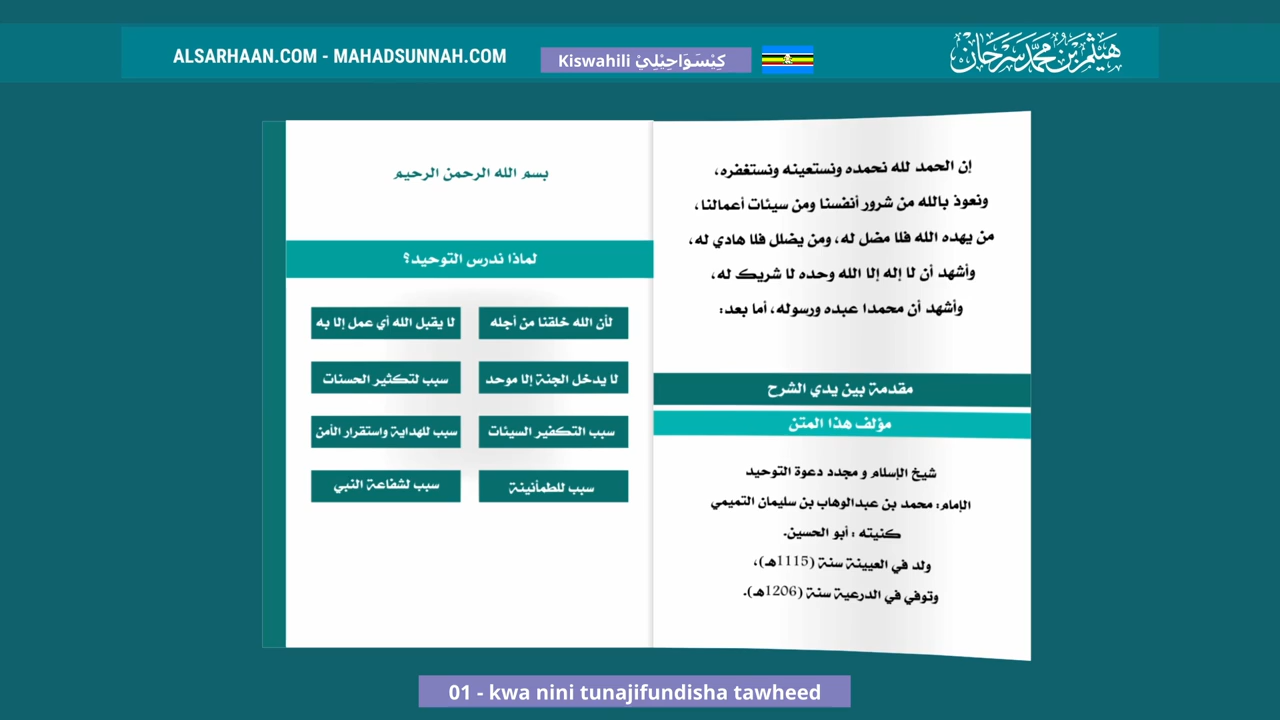 ALSARHAAN.COM - MAHADSUNNAH.COM
Kiswahili كِيْسَوَاحِيْلِيْ
هيثم بن محمد سرحان
إن الحمد لله نحمده ونستعينه ونستغفره،
ونعوذ بالله من شرور أنفسنا ومن سيئات أعمالنا،
من يهده الله فلا مضل له، ومن يضلل فلا هادي له،
وأشهد أن لا إله إلا الله وحده لا شريك له،
وأشهد أن محمدا عبده ورسوله، أما بعد:
مقدمة بين يدي الشرح
مؤلف هذا المتن
شيخ الإسلام و مجدد دعوة التوحيد
الإمام: محمد بن عبدالوهاب بن سليمان التميمي
كنيته : أبو الحسين.
ولد في العيينة سنة (1115هـ)،
وتوفي في الدرعية سنة (1206هـ).
بسم الله الرحمن الرحيم
لماذا ندرس التوحيد؟
لأن الله خلقنا من أجله
لا يقبل الله أي عمل إلا به
لا يدخل الجنة إلا موحد
سبب لتكثير الحسنات
سبب التكفير السيئات
سبب للهداية واستقرار الأمن
سبب للطمأنينة
سبب لشفاعة النبي
01 - kwa nini tunajifundisha tawheed